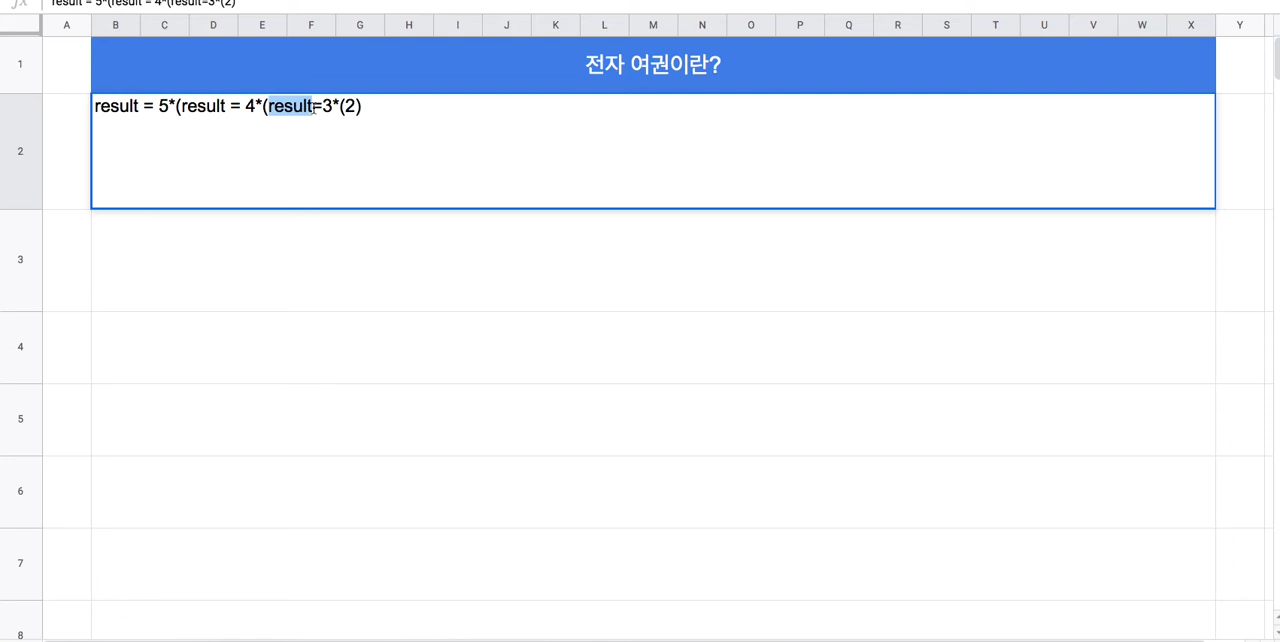 fx result = 5*(result = 4*(result=3*(2)
A B C D E F G H I J K L M N O P Q R S T U V W X Y
1 전자 여권이란?
2 result = 5*(result = 4*(result=3*(2)
3
4
5
6
7
8